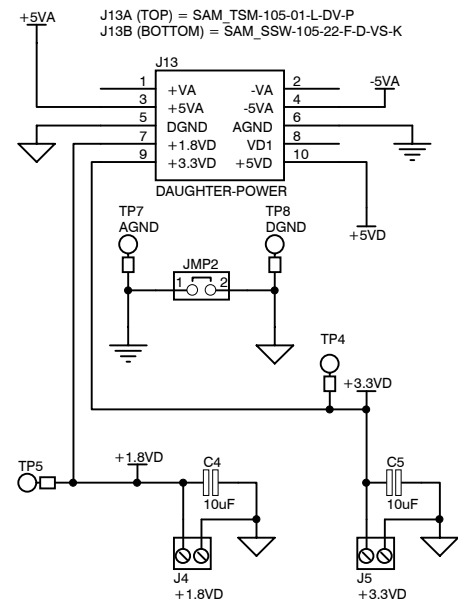 J13A (TOP) = SAM_TSM-105-01-L-DV-P
+5VA
J13B (BOTTOM) = SAM_SSW-105-22-F-D-VS-K
J13
1 +VA -VA 2
3 +5VA -5VA 4
-5VA
5 DGND AGND 6
7 +1.8VD VD1 8
9 +3.3VD +5VD 10
DAUGHTER-POWER
TP7 TP8
AGND DGND
+5VD
JMP2
1 2
TP4
+3.3VD
TP5
+1.8VD
C4 C5
10uF 10uF
J4 J5
+1.8VD +3.3VD